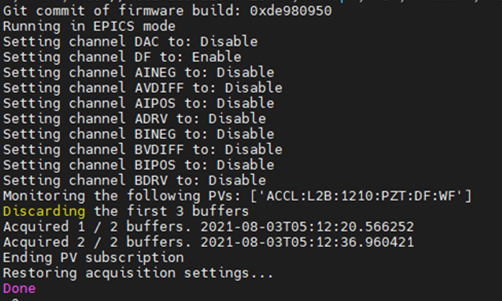 Git commit of firmware build: 0xde980950
Running in EPICS mode
Setting channel DAC to: Disable
Setting channel DF to: Enable
Setting channel AINEG to: Disable
Setting channel AVDIFF to: Disable
Setting channel AIPOS to: Disable
Setting channel ADRV to: Disable
Setting channel BINEG to: Disable
Setting channel BVDIFF to: Disable
Setting channel BIPOS to: Disable
Setting channel BDRV to: Disable
Monitoring the following PVs: ['ACCL:L2B:1210:PZT:DF:WF']
Discarding the first 3 buffers
Acquired 1 / 2 buffers. 2021-08-03T05:12:20.566252
Acquired 2 / 2 buffers. 2021-08-03T05:12:36.960421
Ending PV subscription
Restoring acquisition settings...
Done